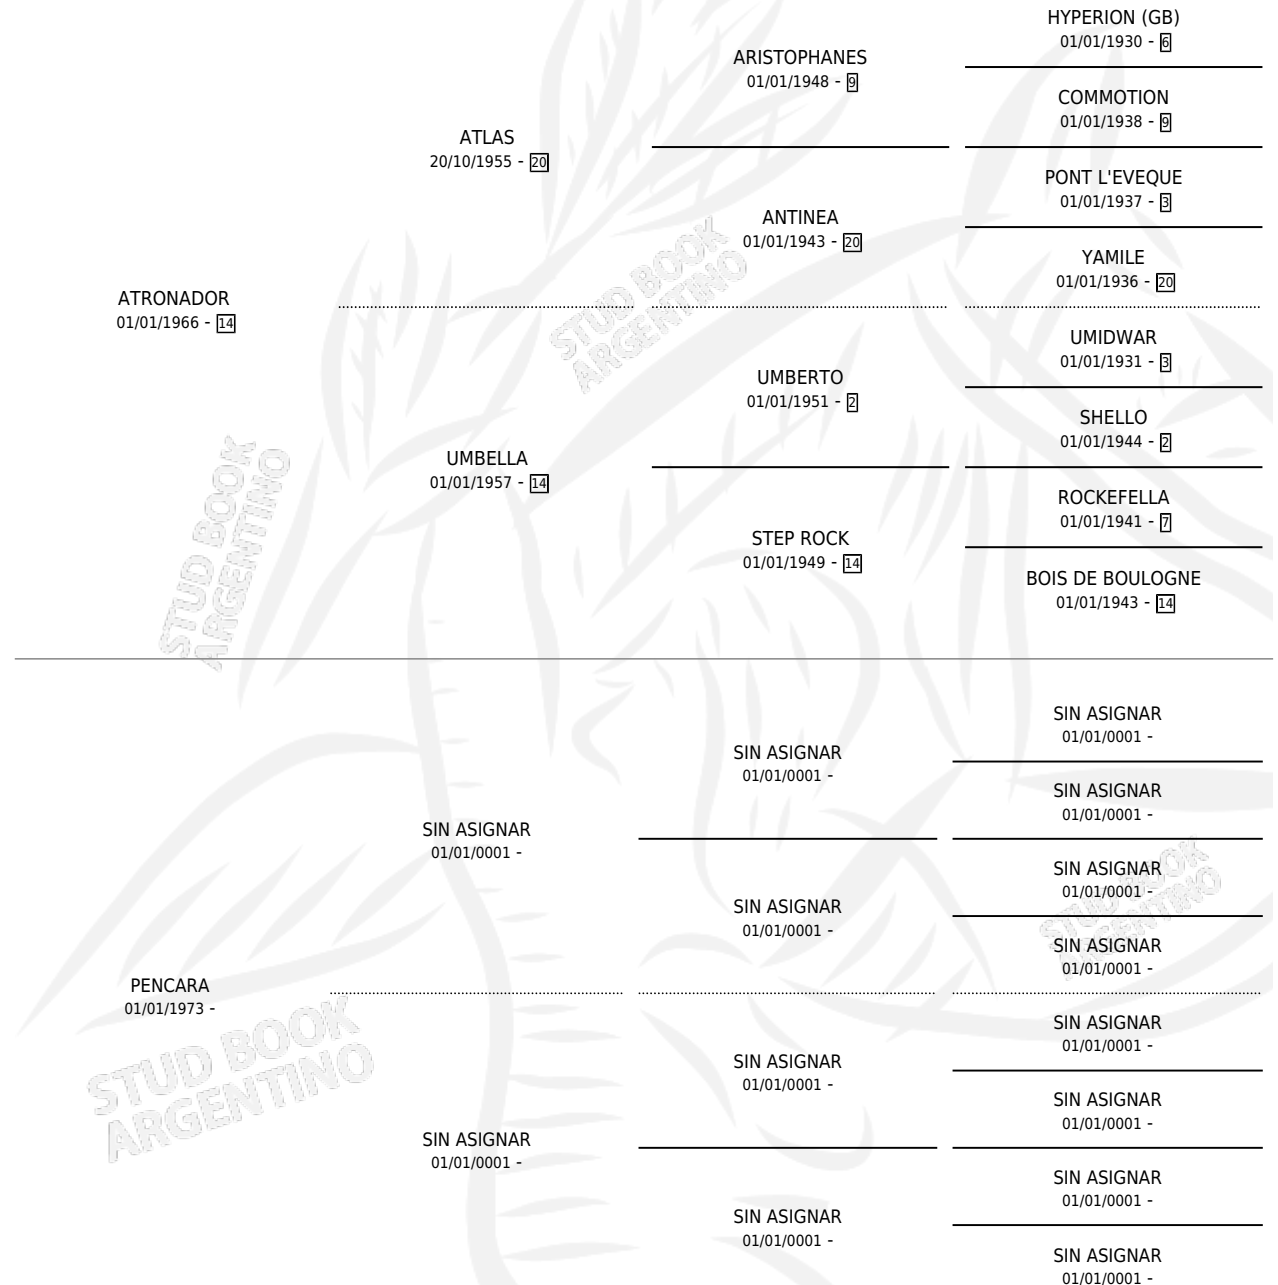 HYPERION (GB)
01/01/1930 - 6
ARISTOPHANES
01/01/1948 - 9
COMMOTION
01/01/1938 - 9
ATLAS
20/10/1955 - 20
PONT L'EVEQUE
01/01/1937 - 3
ANTINEA
01/01/1943 - 20
YAMILE
01/01/1936 - 20
ATRONADOR
01/01/1966 - 14
STUD BOOK
ARGENTINO
UMIDWAR
01/01/1931 - 3
UMBERTO
01/01/1951 - 2
SHELLO
01/01/1944 - 2
UMBELLA
01/01/1957 - 14
ROCKEFELLA
01/01/1941 - 7
STEP ROCK
01/01/1949 - 14
BOIS DE BOULOGNE
01/01/1943 - 14
STUD BOOK
ARGENTINO
SIN ASIGNAR
01/01/0001 -
SIN ASIGNAR
01/01/0001 -
SIN ASIGNAR
01/01/0001 -
SIN ASIGNAR
01/01/0001 -
SIN ASIGNAR
01/01/0001 -
SIN ASIGNAR
01/01/0001 -
SIN ASIGNAR
01/01/0001 -
STUD BOOK
ARGENTINO
PENCARA
01/01/1973 -
SIN ASIGNAR
01/01/0001 -
SIN ASIGNAR
01/01/0001 -
SIN ASIGNAR
01/01/0001 -
STUD BOOK
ARGENTINO
SIN ASIGNAR
01/01/0001 -
SIN ASIGNAR
01/01/0001 -
SIN ASIGNAR
01/01/0001 -
SIN ASIGNAR
01/01/0001 -